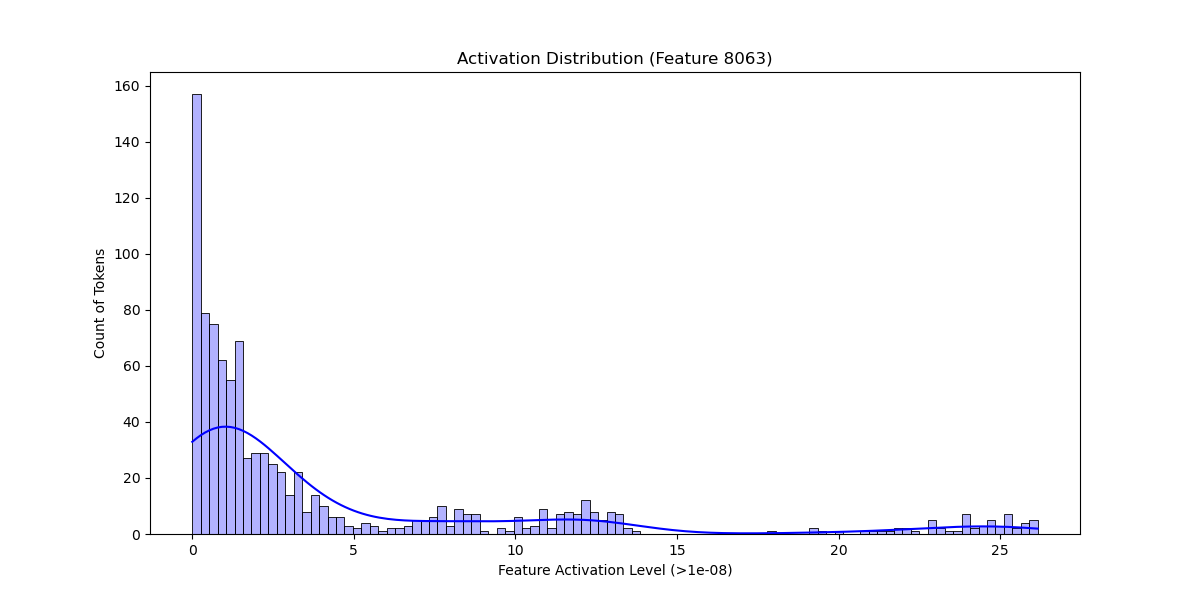 Activation Distribution (Feature 8063)
160
140
120
100
80
60
40
20
0
Count of Tokens
0 5 10 15 20 25
Feature Activation Level (>1e-08)